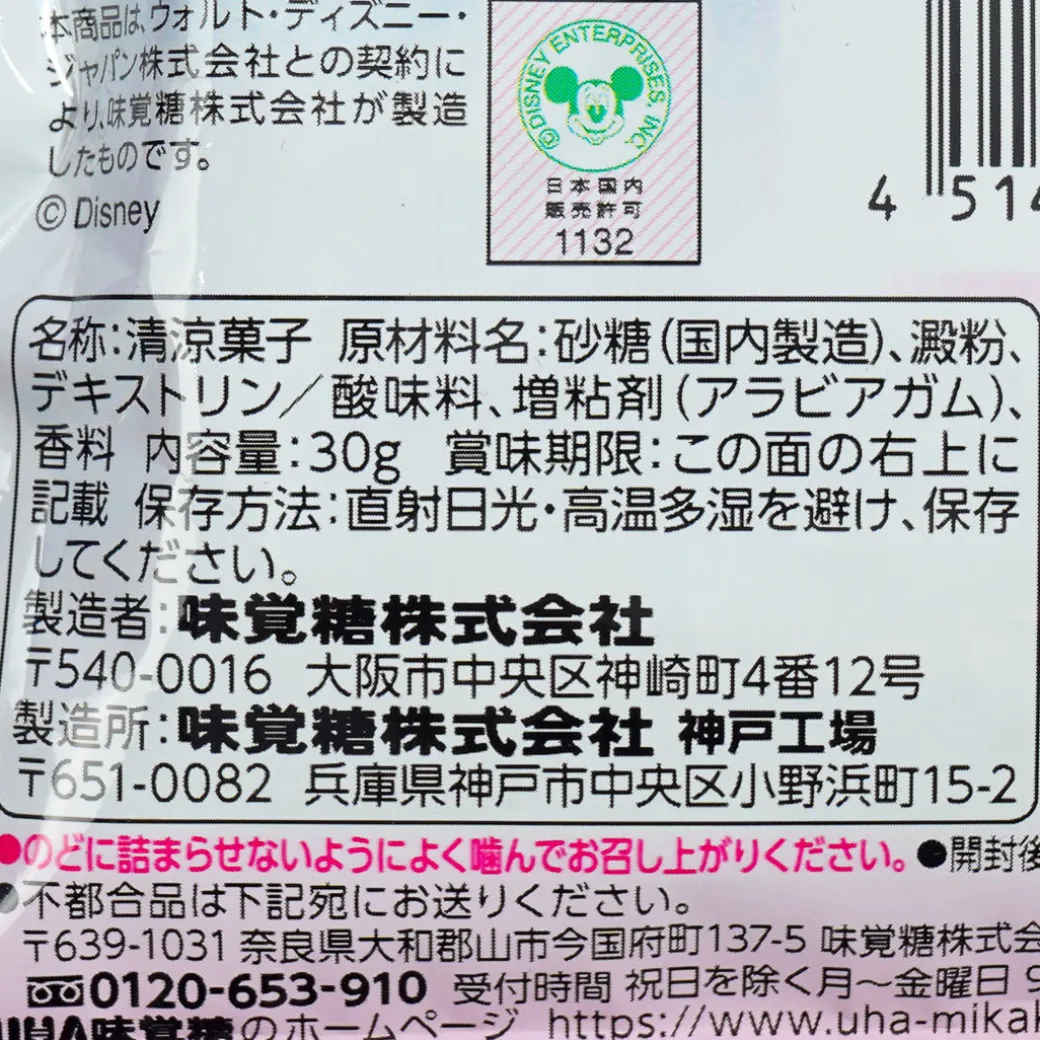 本商品は、ウォルト・ディズニー・
ジャパン株式会社との契約に
より、味覚糖株式会社が製造
したものです。
© Disney
© DISNEY ENTERPRISES, INC.
日本国内
販売許可
1132
4 514
名称：清涼菓子 原材料名：砂糖（国内製造）、澱粉、
デキストリン／酸味料、増粘剤（アラビアガム）、
香料 内容量：30g 賞味期限：この面の右上に
記載 保存方法：直射日光・高温多湿を避け、保存
してください。
製造者：味覚糖株式会社
〒540-0016 大阪市中央区神崎町4番12号
製造所：味覚糖株式会社 神戸工場
〒651-0082 兵庫県神戸市中央区小野浜町15-2
●のどに詰まらせないようによく噛んでお召し上がりください。●開封後
●不都合品は下記宛にお送りください。
〒639-1031 奈良県大和郡山市今国府町137-5 味覚糖株式会
0120-653-910 受付時間 祝日を除く月～金曜日 9
UHA味覚糖のホームページ https://www.uha-mikak